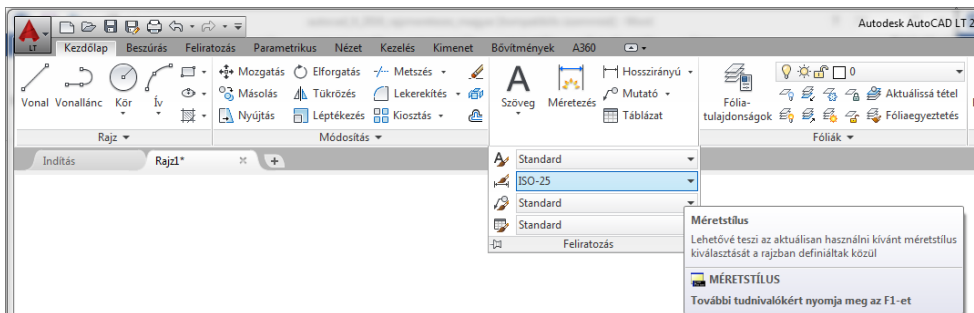 Autodesk AutoCAD LT 2
LT
Kezdőlap Beszúrás Feliratozás Parametrikus Nézet Kezelés Kimenet Bővítmények A360
Vonal Vonallánc Kör Ív
Mozgatás Elforgatás Metszés
Másolás Tükrözés Lekerekítés
Nyújtás Léptékezés Kiosztás
A
Szöveg Méretezés
Hosszirányú
Mutató
Táblázat
Fólia-
tulajdonságok
0
Aktuálissá tétel
Fóliaegyeztetés
Rajz Módosítás Fóliák
Indítás Rajz1*
Standard
ISO-25
Standard
Standard
Feliratozás
Méretstílus
Lehetővé teszi az aktuálisan használni kívánt méretstílus
kiválasztását a rajzban definiáltak közül
MÉRETSTÍLUS
További tudnivalókért nyomja meg az F1-et